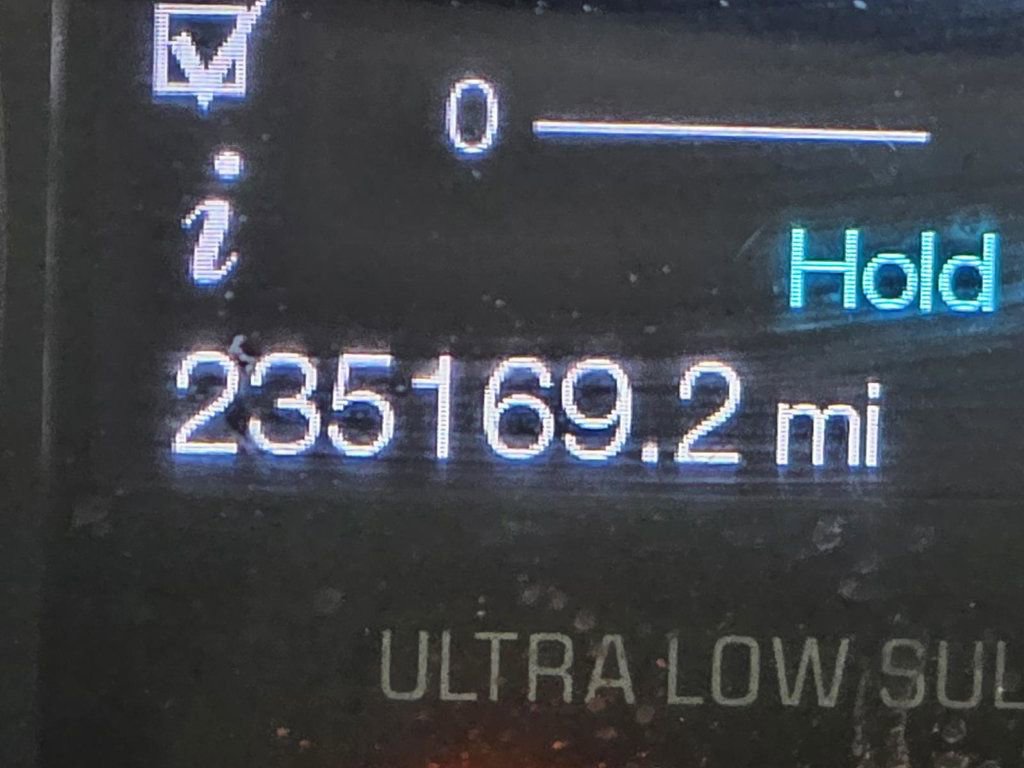 0
i
Hold
235169.2 mi
ULTRA LOW SUL